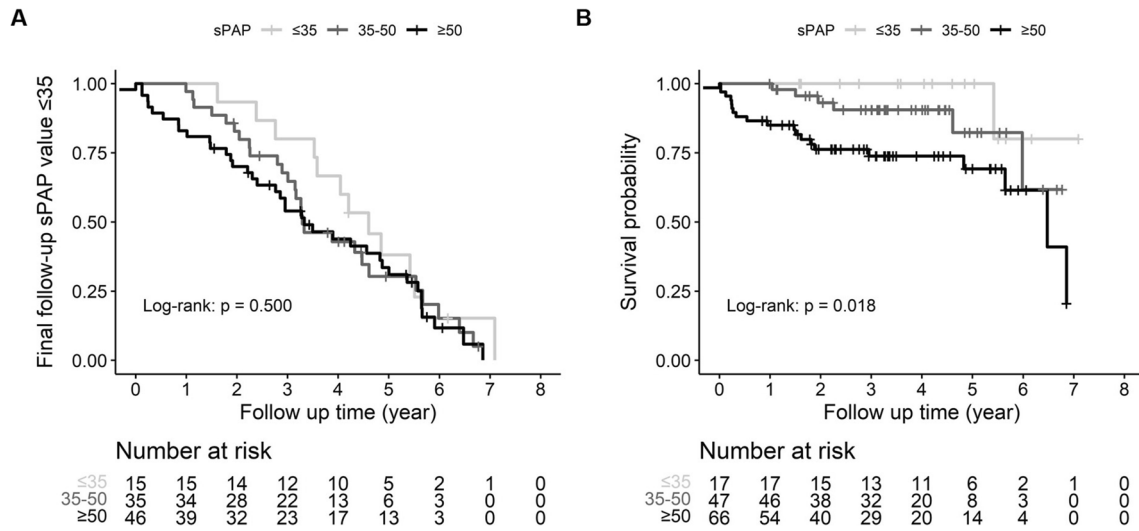 A
sPAP ≤35 35-50 ≥50
Final follow-up sPAP value ≤35
1.00
0.75
0.50
0.25
0.00
Log-rank: p = 0.500
0 1 2 3 4 5 6 7 8
Follow up time (year)
Number at risk
≤35 15 15 14 12 10 5 2 1 0
35-50 35 34 28 22 13 6 3 0 0
≥50 46 39 32 23 17 13 3 0 0
B
sPAP ≤35 35-50 ≥50
Survival probability
1.00
0.75
0.50
0.25
0.00
Log-rank: p = 0.018
0 1 2 3 4 5 6 7 8
Follow up time (year)
Number at risk
≤35 17 17 15 13 11 6 2 1 0
35-50 47 46 38 32 20 8 3 0 0
≥50 66 54 40 29 20 14 4 0 0